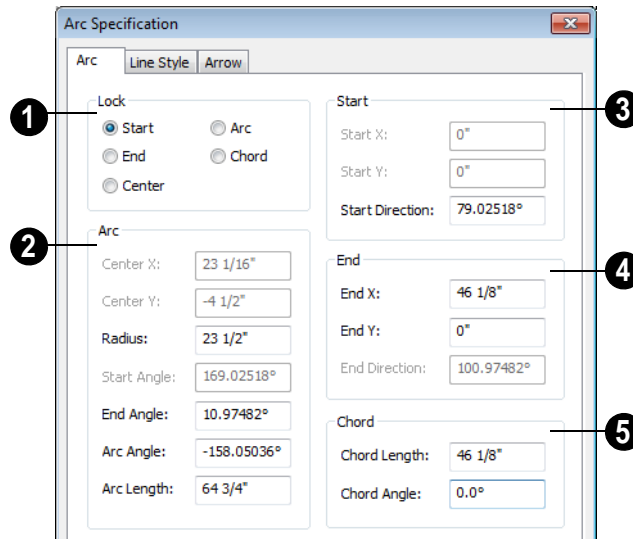 Arc Specification
Arc Line Style Arrow
1
Lock
Start Arc
End Chord
Center
2
Arc
Center X: 23 1/16"
Center Y: -4 1/2"
Radius: 23 1/2"
Start Angle: 169.02518°
End Angle: 10.97482°
Arc Angle: -158.05036°
Arc Length: 64 3/4"
3
Start
Start X: 0"
Start Y: 0"
Start Direction: 79.02518°
4
End
End X: 46 1/8"
End Y: 0"
End Direction: 100.97482°
5
Chord
Chord Length: 46 1/8"
Chord Angle: 0.0°